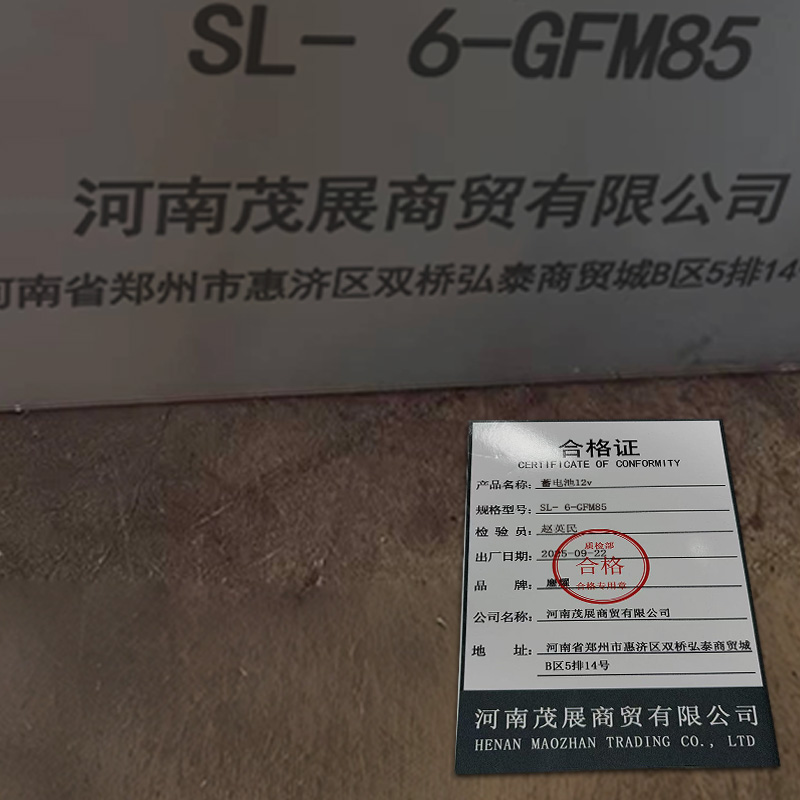 SL- 6-GFM85
河南茂展商贸有限公司
河南省郑州市惠济区双桥弘泰商贸城B区5排14
合格证
CERTIFICATE OF CONFORMITY
产品名称: 蓄电池12v
规格型号: SL- 6-GFM85
检验员: 赵英民
出厂日期: 2025-09-22
质检部
合格
合格专用章
品牌:
公司名称: 河南茂展商贸有限公司
地址: 河南省郑州市惠济区双桥弘泰商贸城
B区5排14号
河南茂展商贸有限公司
HENAN MAOZHAN TRADING CO., LTD